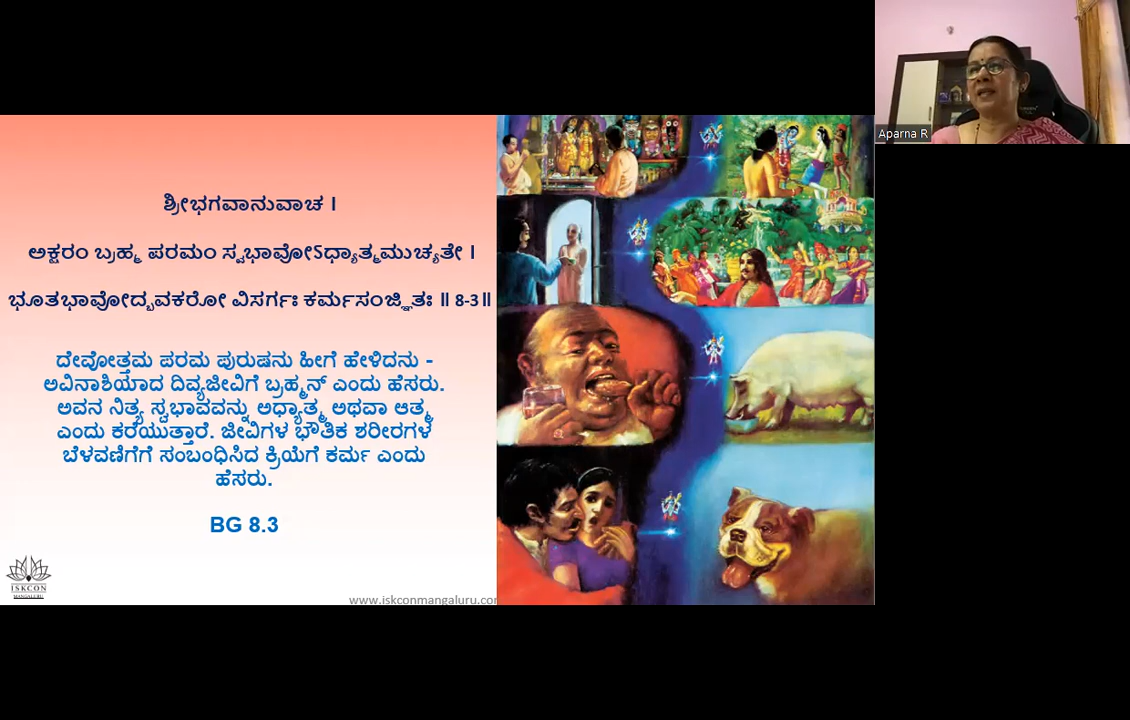 ಶ್ರೀಭಗವಾನುವಾಚ ।
ಅಕ್ಷರಂ ಬ್ರಹ್ಮ ಪರಮಂ ಸ್ವಭಾವೋಽಧ್ಯಾತ್ಮಮುಚ್ಯತೇ ।
ಭೂತಭಾವೋದ್ಭವಕರೋ ವಿಸರ್ಗಃ ಕರ್ಮಸಂಜ್ಞಿತಃ ॥ 8-3॥
ದೇವೋತ್ತಮ ಪರಮ ಪುರುಷನು ಹೀಗೆ ಹೇಳಿದನು -
ಅವಿನಾಶಿಯಾದ ದಿವ್ಯಜೀವಿಗೆ ಬ್ರಹ್ಮನ್ ಎಂದು ಹೆಸರು.
ಅವನ ನಿತ್ಯ ಸ್ವಭಾವವನ್ನು ಅಧ್ಯಾತ್ಮ ಅಥವಾ ಆತ್ಮ
ಎಂದು ಕರೆಯುತ್ತಾರೆ. ಜೀವಿಗಳ ಭೌತಿಕ ಶರೀರಗಳ
ಬೆಳವಣಿಗೆಗೆ ಸಂಬಂಧಿಸಿದ ಕ್ರಿಯೆಗೆ ಕರ್ಮ ಎಂದು
ಹೆಸರು.
BG 8.3
ISKCON
MANGALURU
www.iskconmangaluru.com
Aparna R